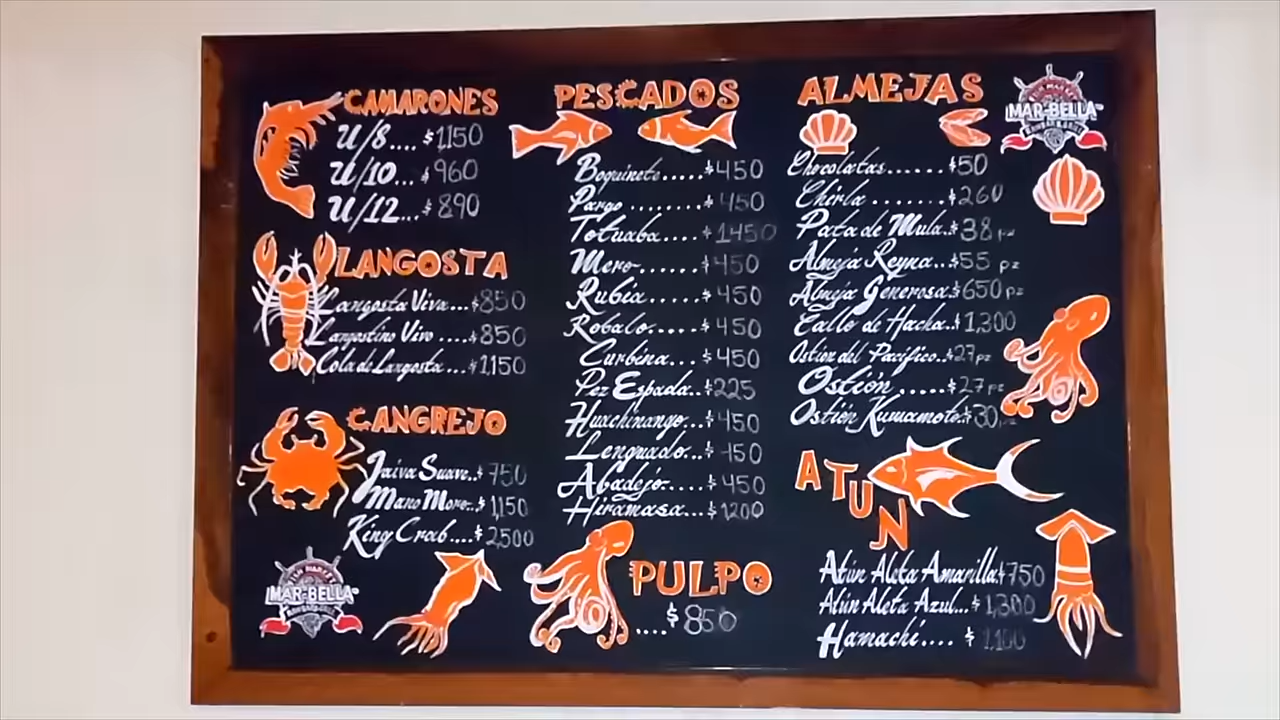 CAMARONES
U/8.... $1,150
U/10... $960
U/12... $890
LANGOSTA
Langosta Viva... $850
Langostino Vivo .... $850
Cola de Langosta... $1,150
CANGREJO
Jaiva Suave.. $750
Mano Moro.. $1,150
King Crab.... $2,500
MAR-BELLA
PESCADOS
Boquinete..... $450
Pargo ........ $450
Totuaba.... $1450
Mero...... $450
Rubia..... $450
Robalo..... $450
Curbina... $450
Pez Espada.. $225
Huachinango.. $450
Lenguado.. $
Abadejo.... $450
Hiramasa... $1200
PULPO
.... $850
ALMEJAS
MAR-BELLA
Chocolatas...... $50
Chirla ....... $260
Pata de Mula.. $38 pz
Almeja Reyna... $55 pz
Almeja Generosa. $650 pz
Callo de Hacha.. $1,300
Ostion del Pacifico.. $27 pz
Ostión ..... $27 pz
Ostión Kumamoto. $30 pz
ATUN
Atún Aleta Amarilla. $750
Atún Aleta Azul... $1,300
Hamachi.... $1,100